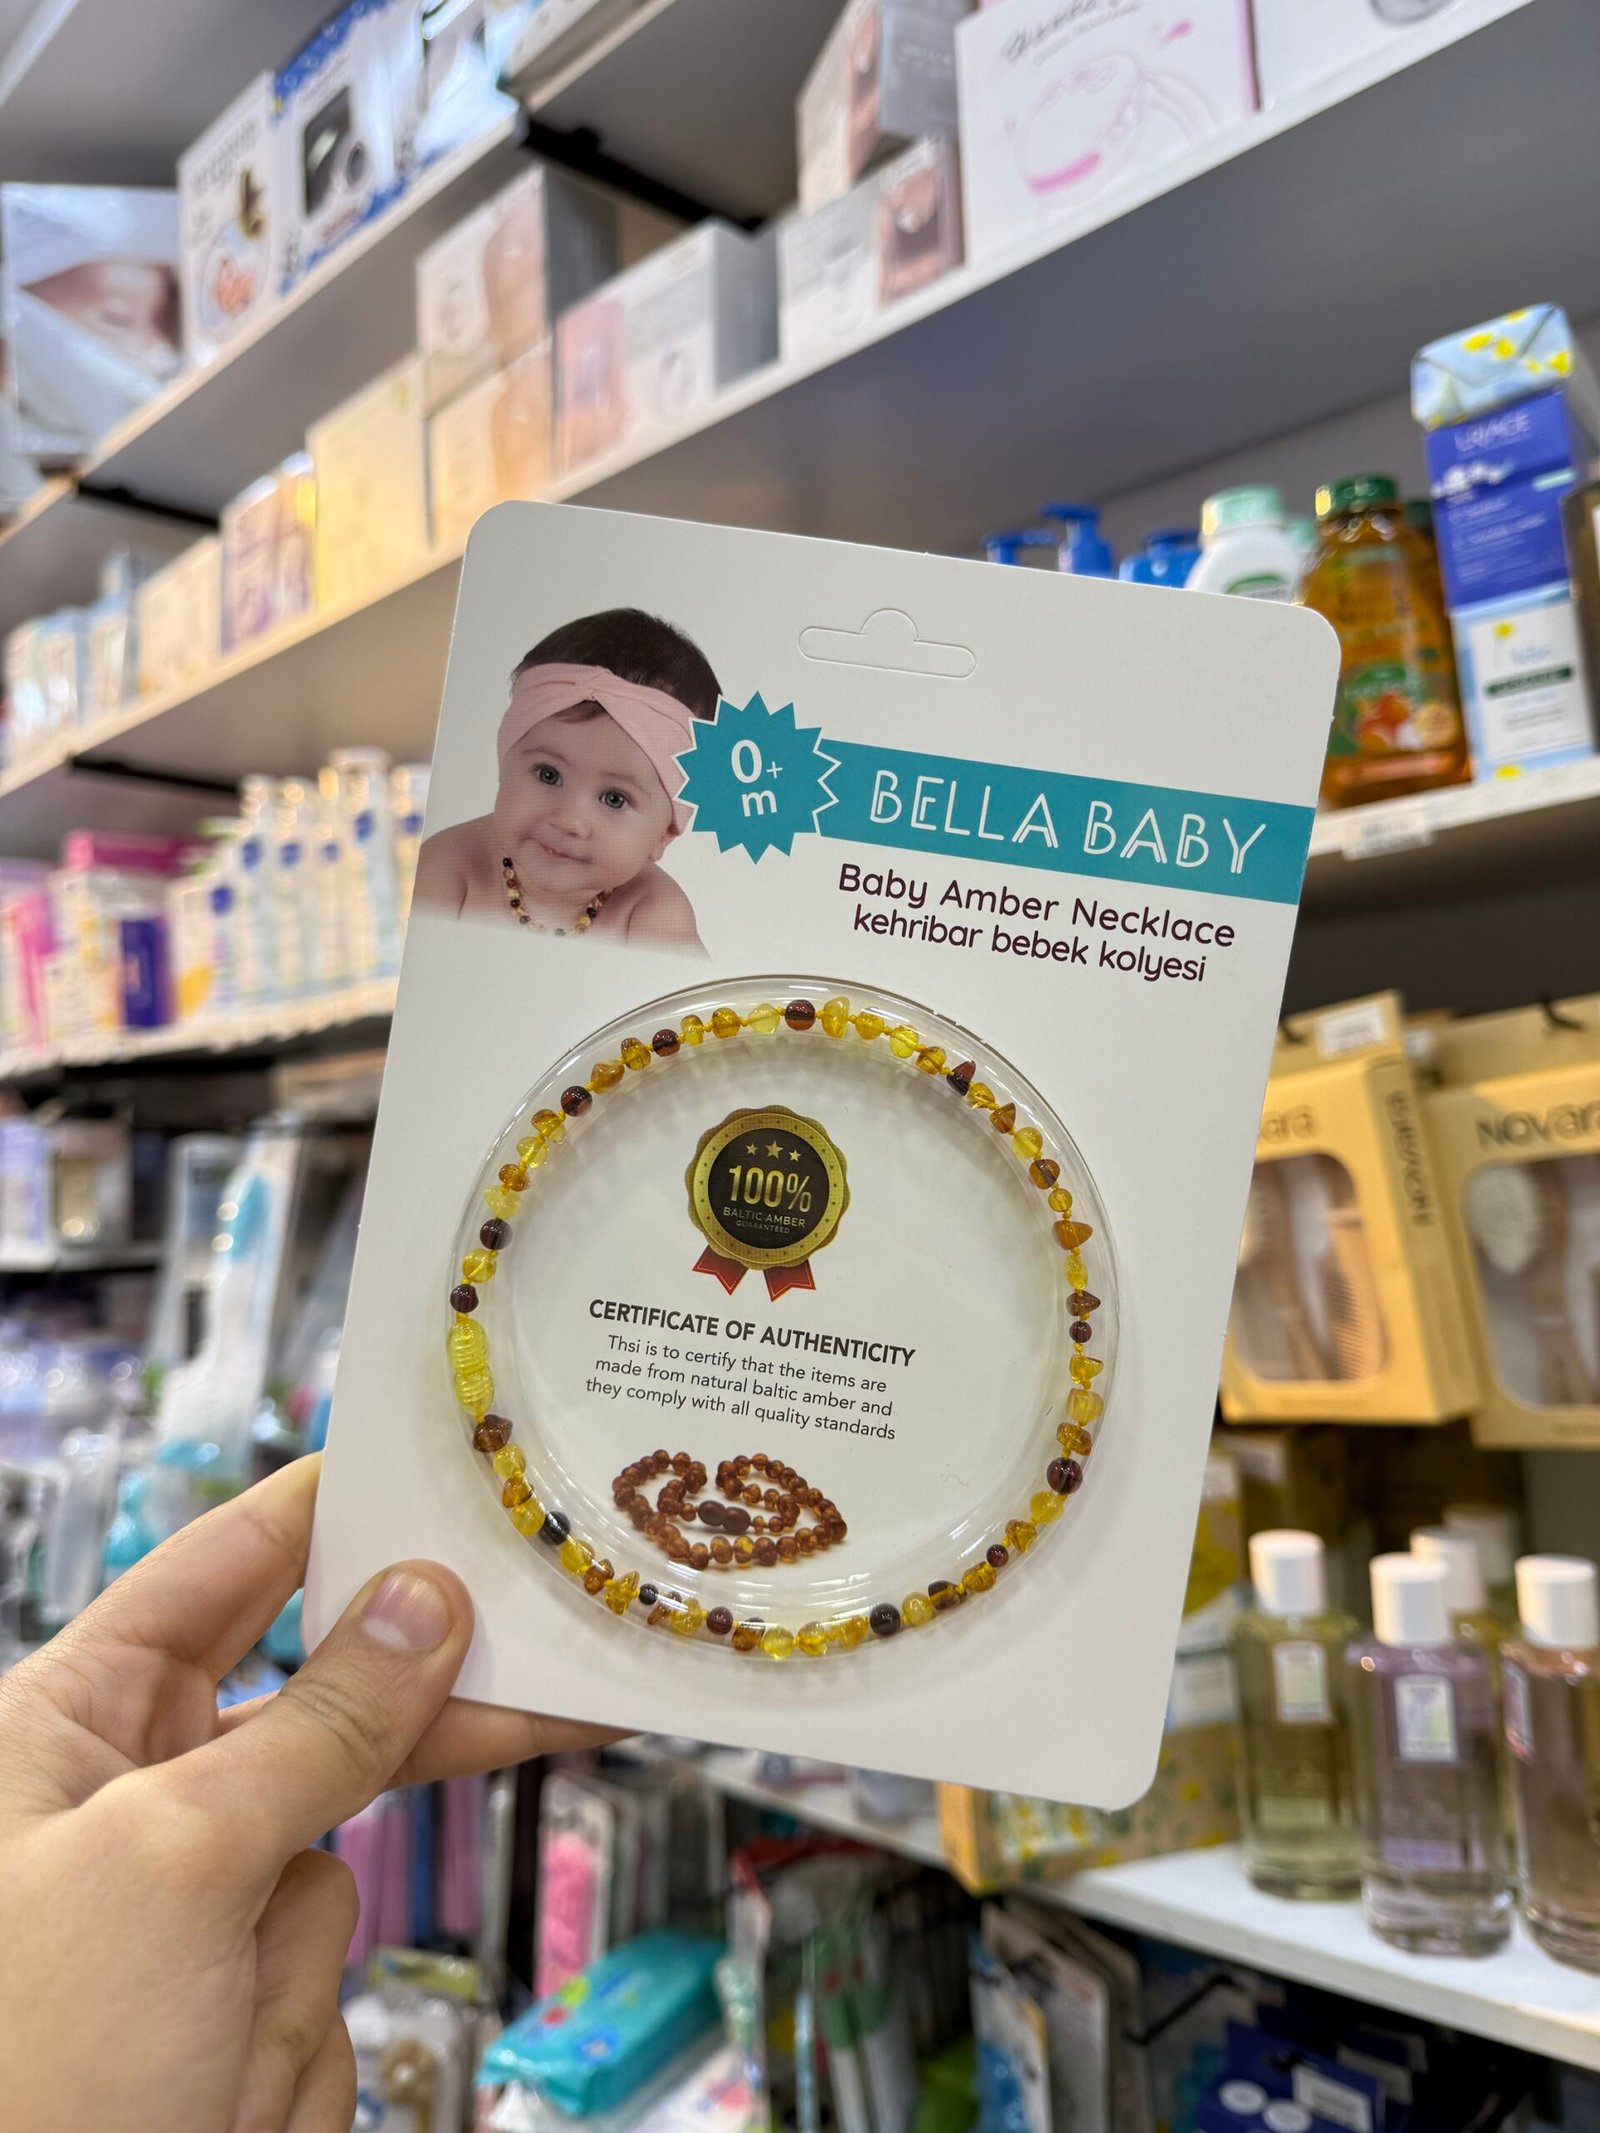 0+
m
BELLA BABY
Baby Amber Necklace
kehribar bebek kolyesi
100%
BALTIC AMBER
GUARANTEED
CERTIFICATE OF AUTHENTICITY
Thsi is to certify that the items are
made from natural baltic amber and
they comply with all quality standards
URIAGE
NOVara